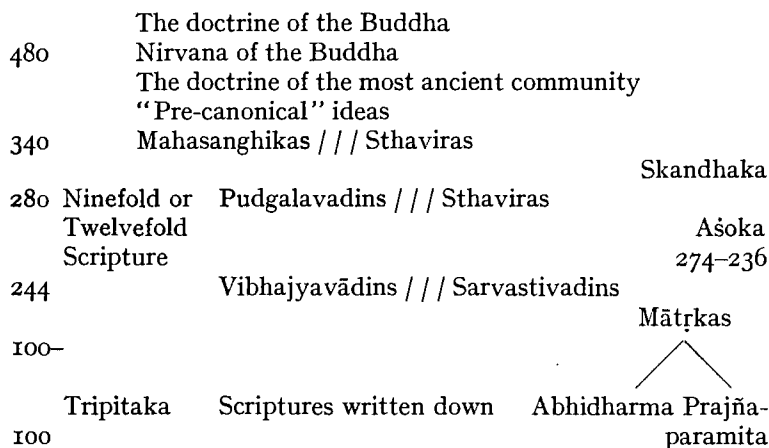 The doctrine of the Buddha
480 Nirvana of the Buddha
The doctrine of the most ancient community
“Pre-canonical” ideas
340 Mahasanghikas / / / Sthaviras
Skandhaka
280 Ninefold or Pudgalavadins / / / Sthaviras
Twelvefold Aśoka
Scripture 274–236
244 Vibhajyavādins / / / Sarvastivadins
Mātṛkas
100–
Tripitaka Scriptures written down Abhidharma Prajña-
100 paramita